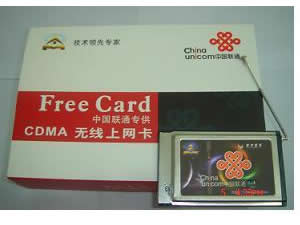 技术领先专家
China
unicom中国联通
Free Card
中国联通专供
CDMA 无线上网卡
China
unicom中国联通